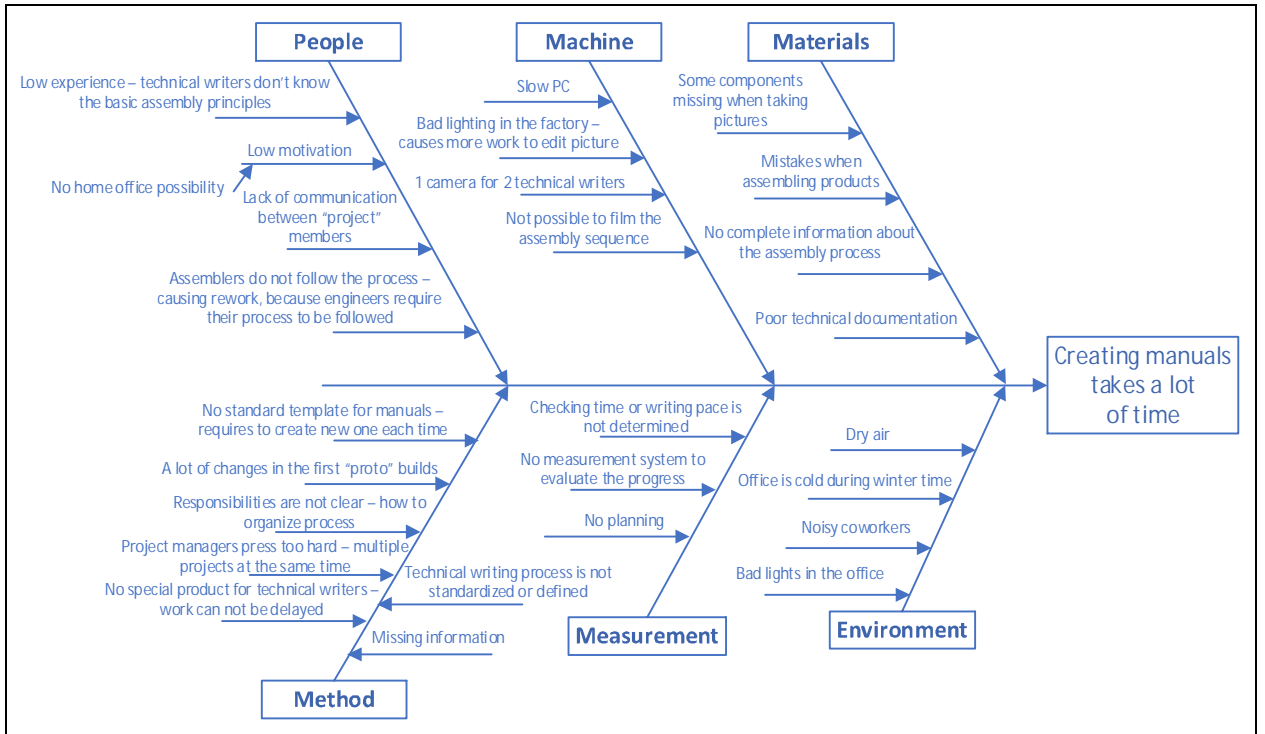 People
Low experience – technical writers don't know
the basic assembly principles
Low motivation
No home office possibility
Lack of communication
between "project"
members
Assemblers do not follow the process –
causing rework, because engineers require
their process to be followed
Machine
Slow PC
Bad lighting in the factory –
causes more work to edit picture
1 camera for 2 technical writers
Not possible to film the
assembly sequence
Materials
Some components
missing when taking
pictures
Mistakes when
assembling products
No complete information about
the assembly process
Poor technical documentation
Creating manuals
takes a lot
of time
No standard template for manuals –
requires to create new one each time
A lot of changes in the first "proto" builds
Responsibilities are not clear – how to
organize process
Project managers press too hard – multiple
projects at the same time
No special product for technical writers –
work can not be delayed
Technical writing process is not
standardized or defined
Missing information
Method
Checking time or writing pace is
not determined
No measurement system to
evaluate the progress
No planning
Measurement
Dry air
Office is cold during winter time
Noisy coworkers
Bad lights in the office
Environment